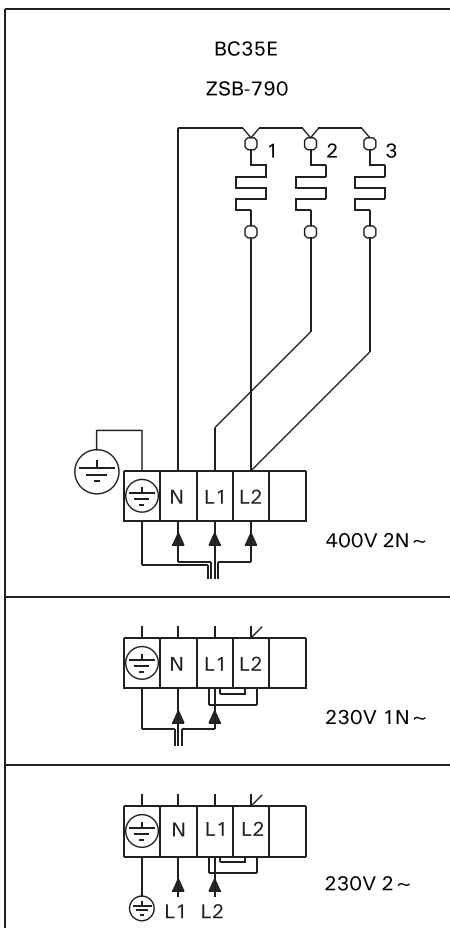 BC35E
ZSB-790
1 2 3
N L1 L2
400V 2N~
N L1 L2
230V 1N~
N L1 L2
230V 2~
L1 L2